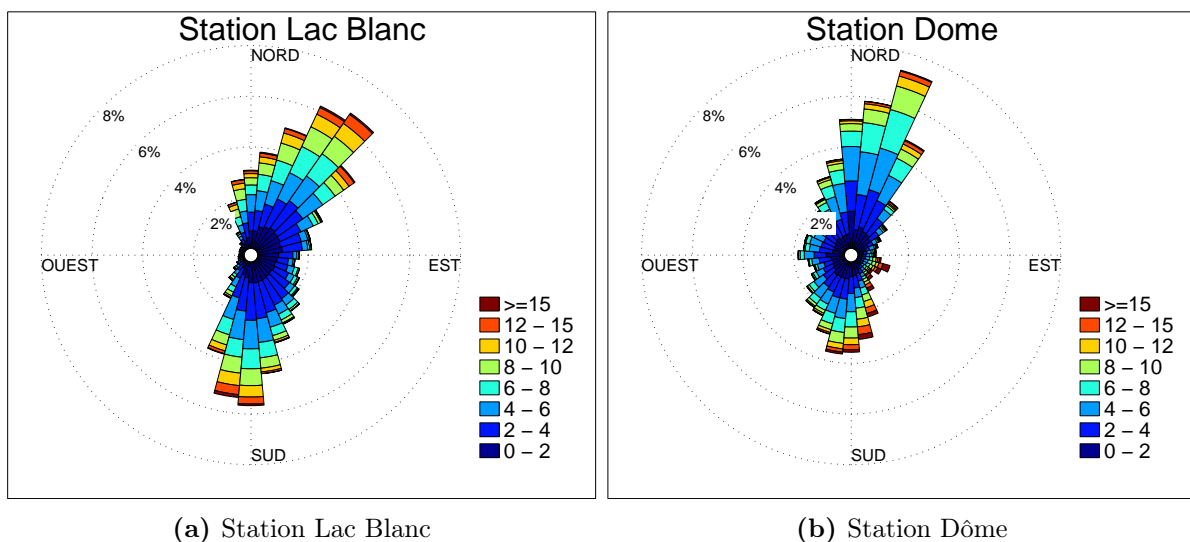 Station Lac Blanc
NORD
8%
6%
4%
2%
OUEST
EST
SUD
>=15
12 – 15
10 – 12
8 – 10
6 – 8
4 – 6
2 – 4
0 – 2
(a) Station Lac Blanc
Station Dome
NORD
8%
6%
4%
2%
OUEST
EST
SUD
>=15
12 – 15
10 – 12
8 – 10
6 – 8
4 – 6
2 – 4
0 – 2
(b) Station Dôme